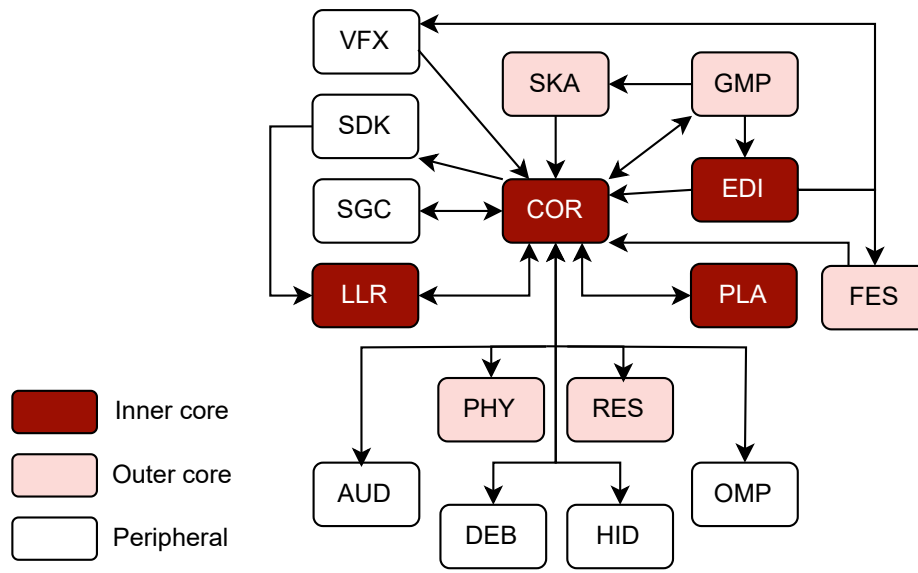 VFX
SKA
GMP
SDK
COR
EDI
SGC
LLR
PLA
FES
PHY
RES
Inner core
Outer core
AUD
OMP
Peripheral
DEB
HID